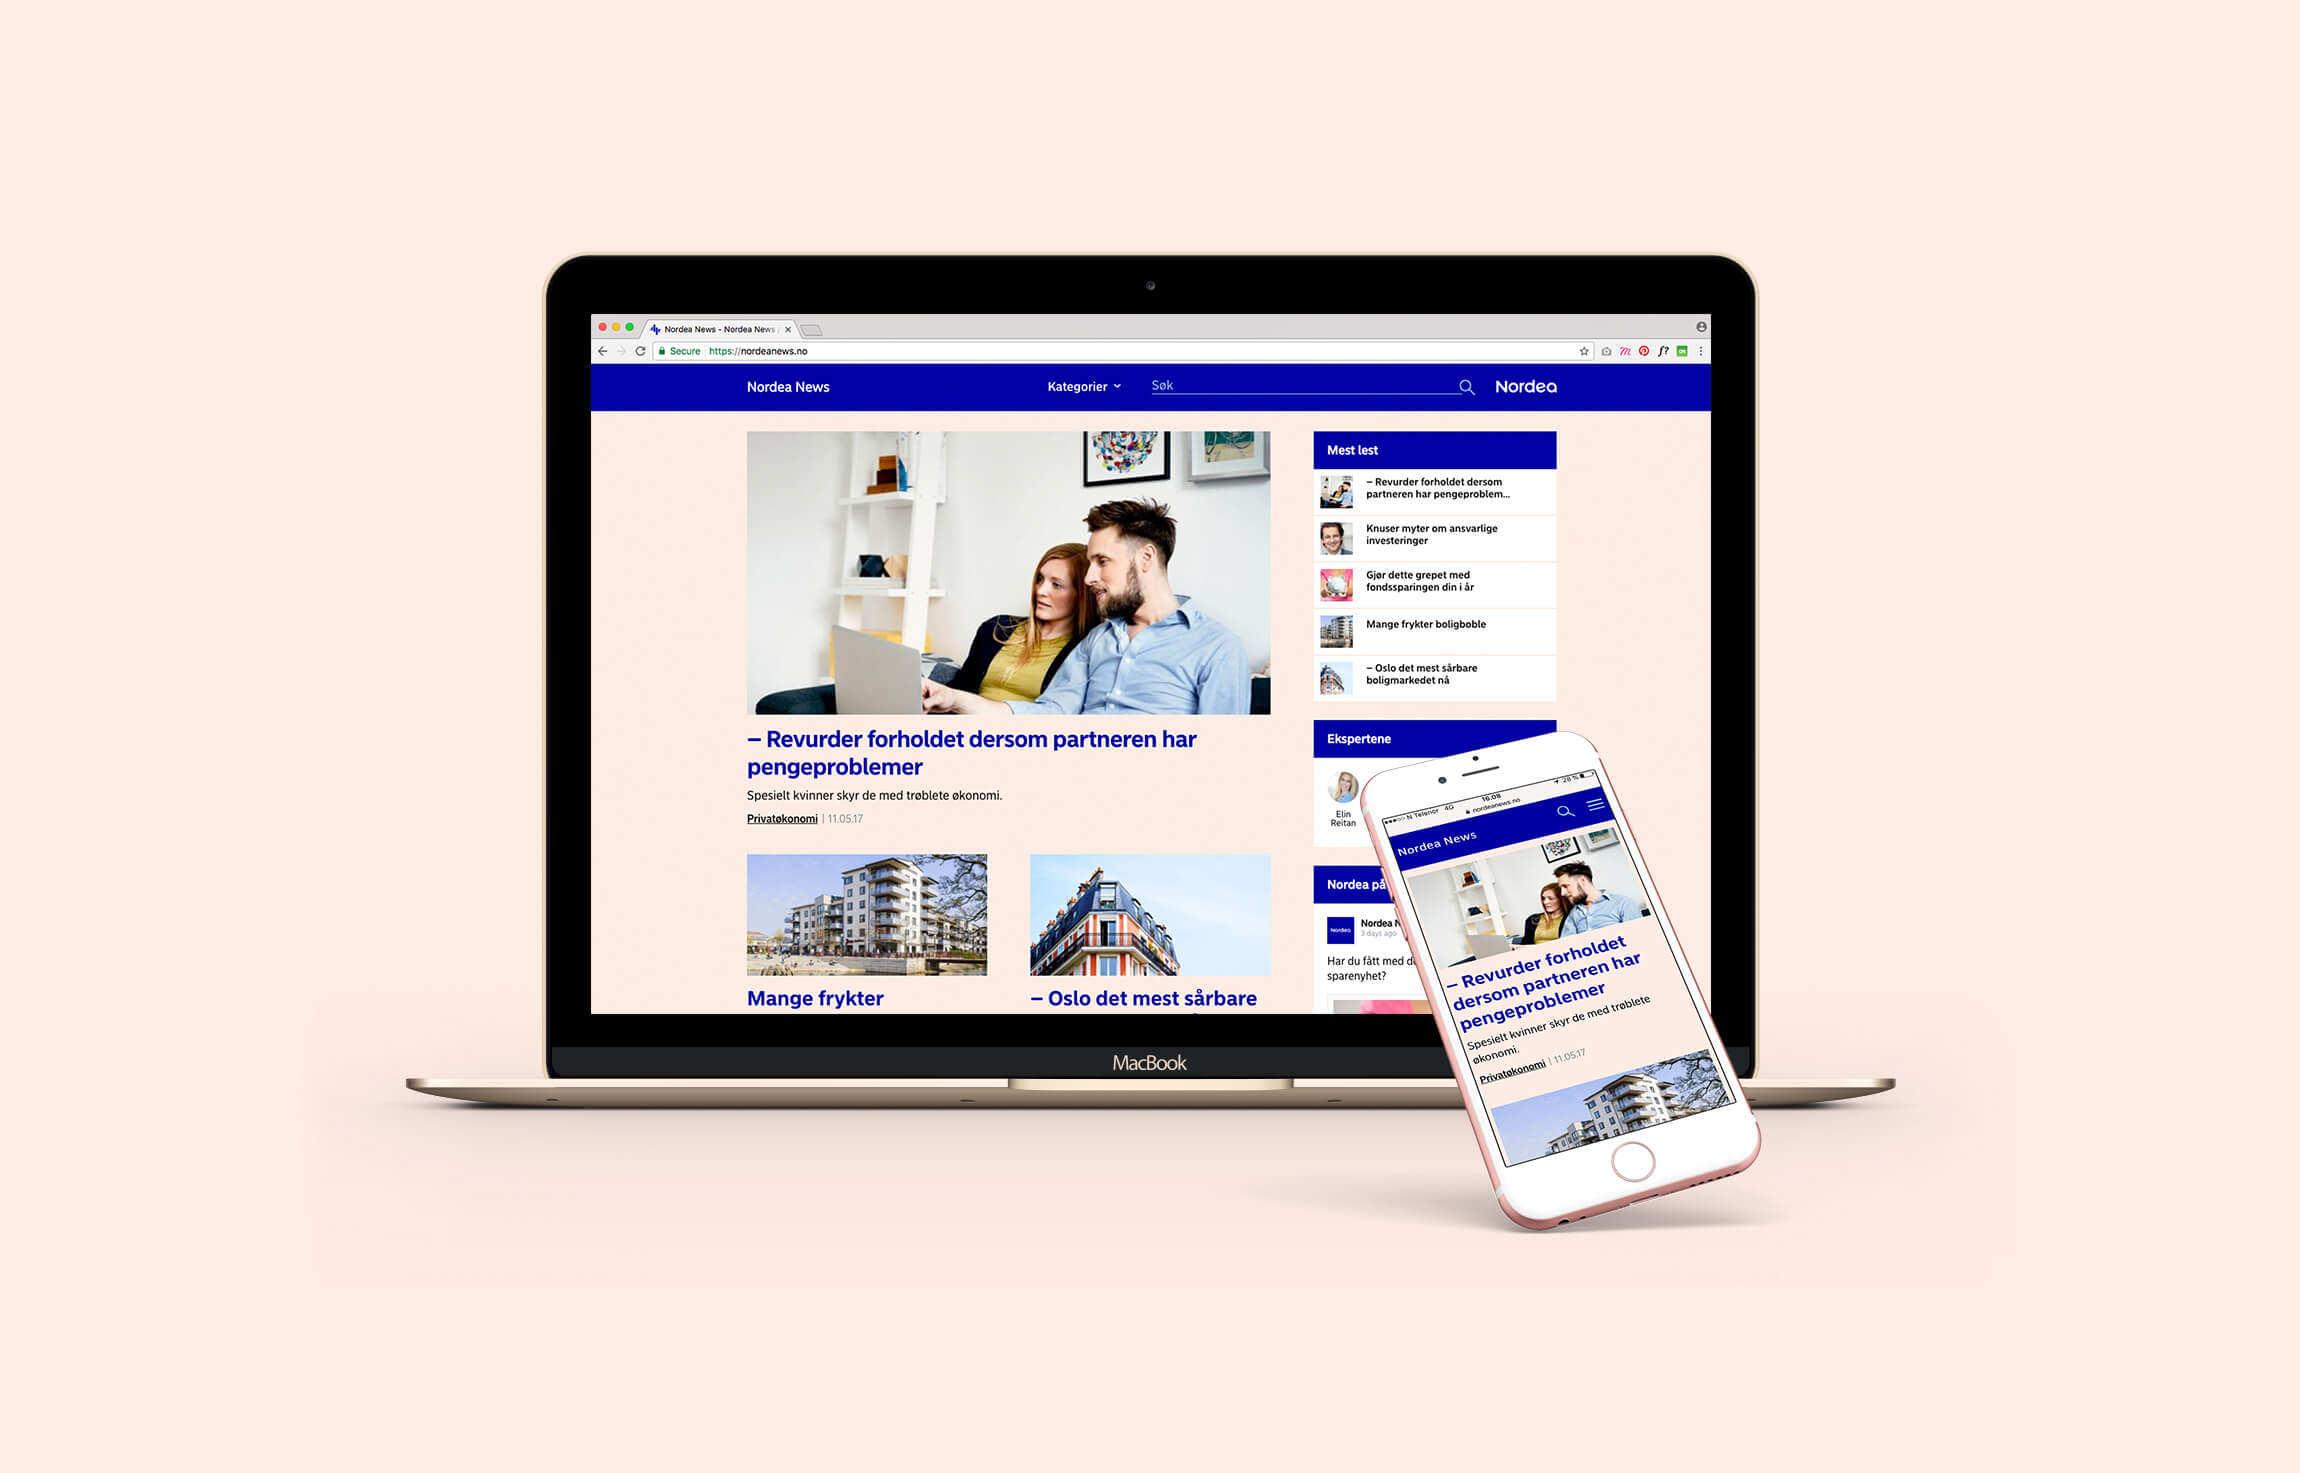 Nordea News - Nordea News
Secure https://nordeanews.no
Nordea News
Kategorier
Søk
Nordea
– Revurder forholdet dersom partneren har
pengeproblemer
Spesielt kvinner skyr de med trøblete økonomi.
Privatøkonomi | 11.05.17
Mange frykter
– Oslo det mest sårbare
Mest lest
– Revurder forholdet dersom
partneren har pengeproblem...
Knuser myter om ansvarlige
investeringer
Gjør dette grepet med
fondssparingen din i år
Mange frykter boligboble
– Oslo det mest sårbare
boligmarkedet nå
Ekspertene
Elin
Reitan
Nordea på
Nordea
Nordea N
3 days ago
Har du fått med d
sparenyhet?
MacBook
N Telenor 4G
16.08
28 %
nordeanews.no
Nordea News
– Revurder forholdet
dersom partneren har
pengeproblemer
Spesielt kvinner skyr de med trøblete
økonomi.
Privatøkonomi | 11.05.17